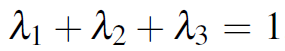 λ₁ + λ₂ + λ₃ = 1